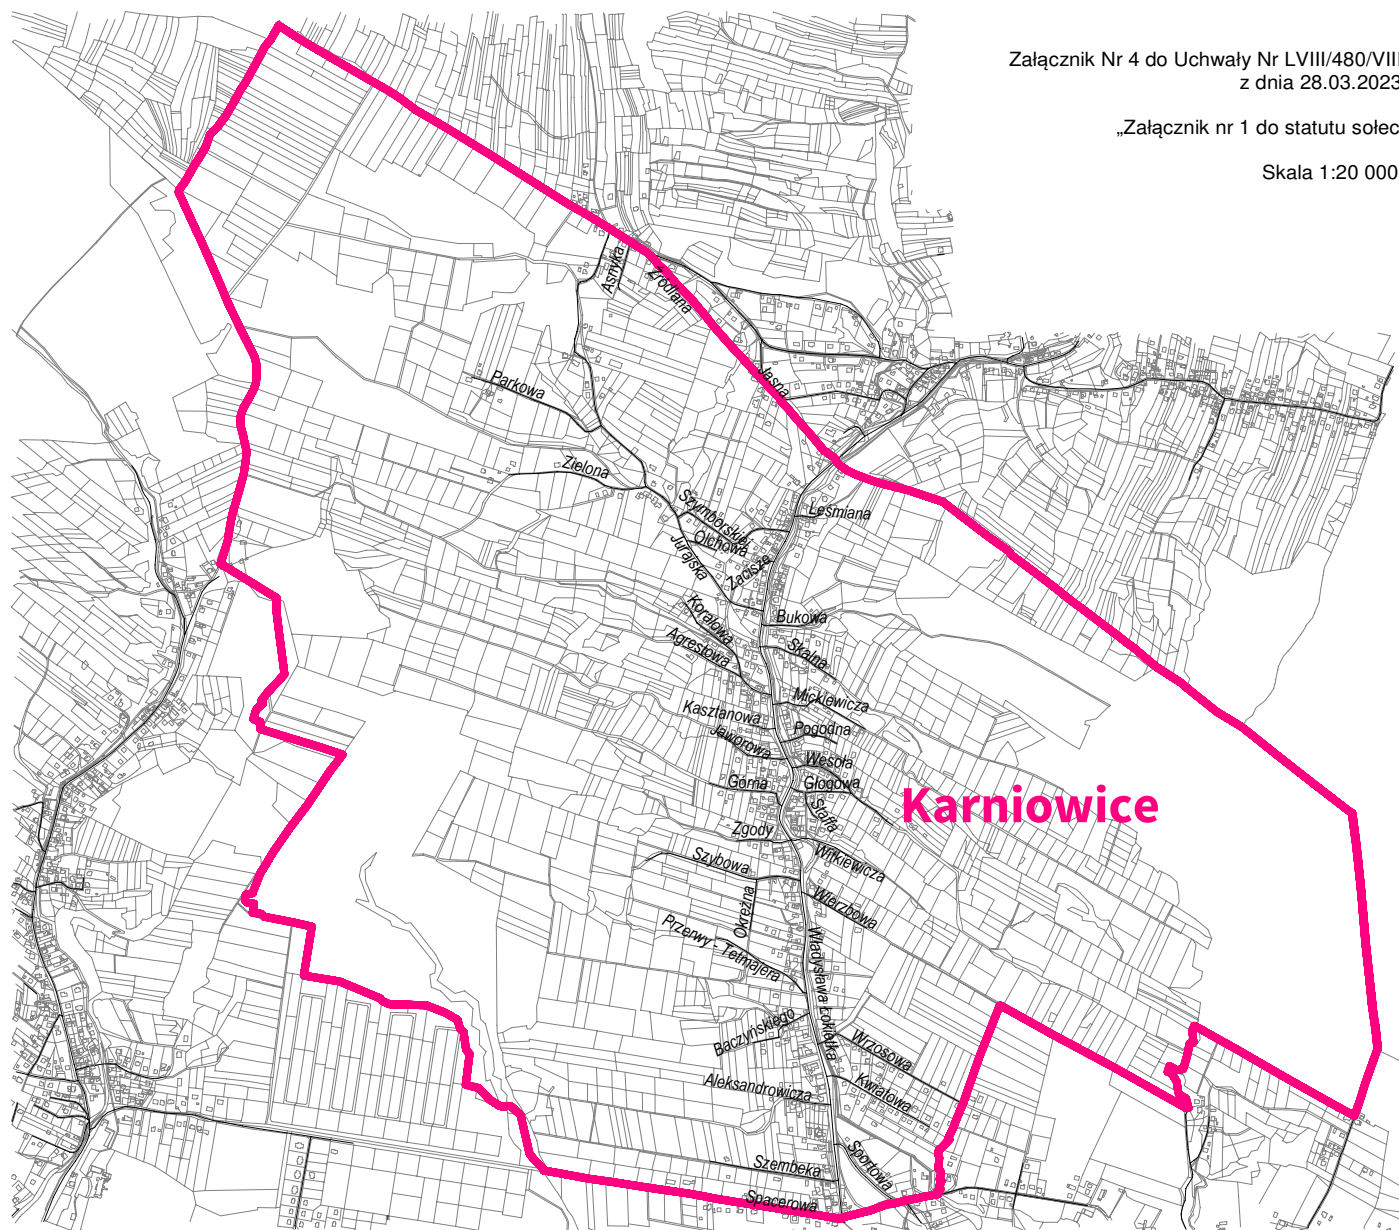 Załącznik Nr 4 do Uchwały Nr LVIII/480/VIII
z dnia 28.03.2023
„Załącznik nr 1 do statutu sołec
Skala 1:20 000
Asnyka
Źródlana
Jasna
Parkowa
Zielona
Szymborskiej
Leśmiana
Olchowa
Jurajska
Zacisze
Koralowa
Bukowa
Agrestowa
Skalna
Mickiewicza
Kasztanowa
Pogodna
Jaworowa
Wesoła
Górna
Głogowa
Staffa
Karniowice
Zgody
Witkiewicza
Szybowa
Okrężna
Wierzbowa
Przerwy - Tetmajera
Władysława Łokietka
Baczyńskiego
Wrzosowa
Aleksandrowicza
Kwiatowa
Sportowa
Szembeka
Spacerowa